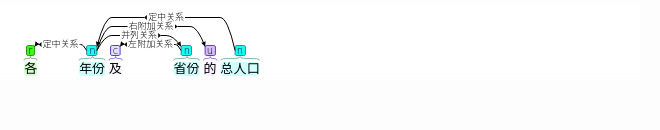 定中关系
右附加关系
并列关系
定中关系 左附加关系
r n c n u n
各 年份 及 省份 的 总人口